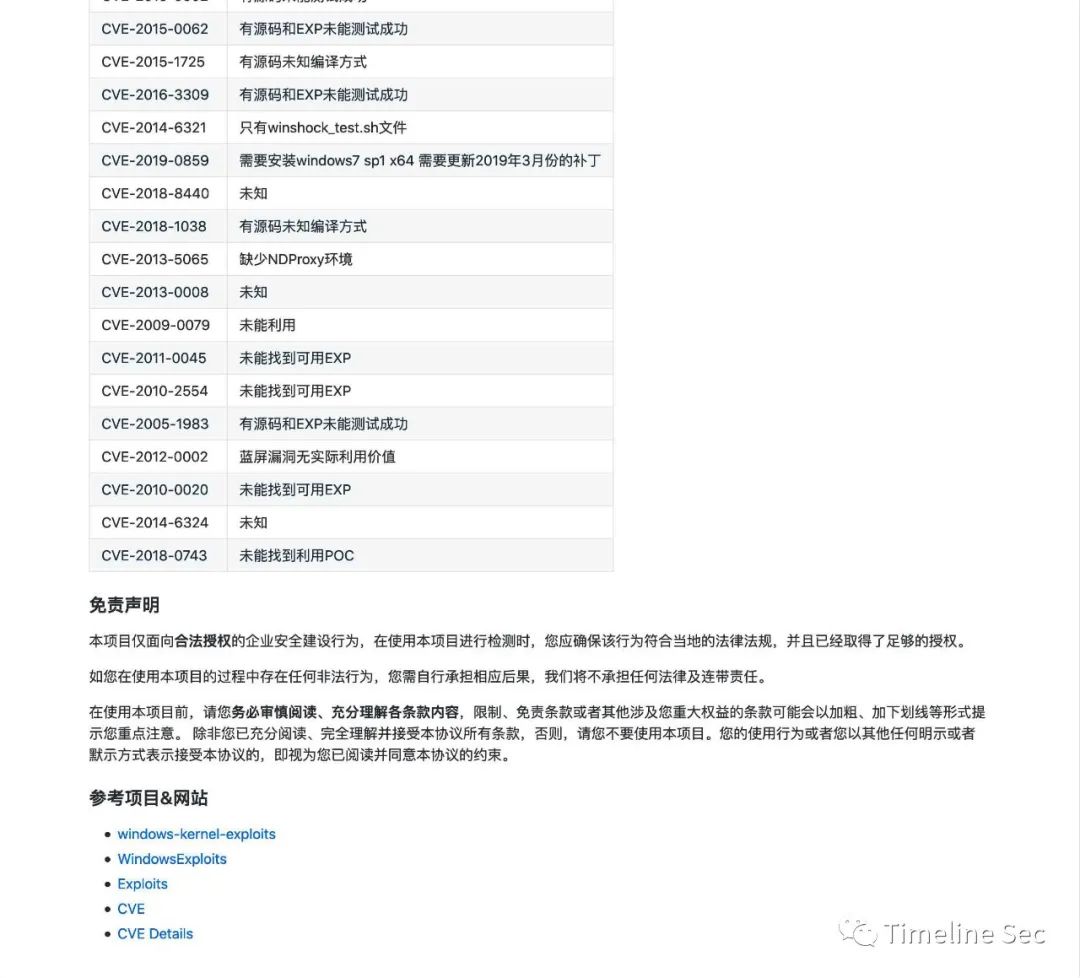 CVE-2015-0062 有源码和EXP未能测试成功
CVE-2015-1725 有源码未知编译方式
CVE-2016-3309 有源码和EXP未能测试成功
CVE-2014-6321 只有winshock_test.sh文件
CVE-2019-0859 需要安装windows7 sp1 x64 需要更新2019年3月份的补丁
CVE-2018-8440 未知
CVE-2018-1038 有源码未知编译方式
CVE-2013-5065 缺少NDProxy环境
CVE-2013-0008 未知
CVE-2009-0079 未能利用
CVE-2011-0045 未能找到可用EXP
CVE-2010-2554 未能找到可用EXP
CVE-2005-1983 有源码和EXP未能测试成功
CVE-2012-0002 蓝屏漏洞无实际利用价值
CVE-2010-0020 未能找到可用EXP
CVE-2014-6324 未知
CVE-2018-0743 未能找到利用POC
免责声明
本项目仅面向合法授权的企业安全建设行为，在使用本项目进行检测时，您应确保该行为符合当地的法律法规，并且已经取得了足够的授权。
如您在使用本项目的过程中存在任何非法行为，您需自行承担相应后果，我们将不承担任何法律及连带责任。
在使用本项目前，请您务必审慎阅读、充分理解各条款内容，限制、免责条款或者其他涉及您重大权益的条款可能会以加粗、加下划线等形式提
示您重点注意。 除非您已充分阅读、完全理解并接受本协议所有条款，否则，请您不要使用本项目。您的使用行为或者您以其他任何明示或者
默示方式表示接受本协议的，即视为您已阅读并同意本协议的约束。
参考项目&网站
• windows-kernel-exploits
• WindowsExploits
• Exploits
• CVE
• CVE Details
Timeline Sec